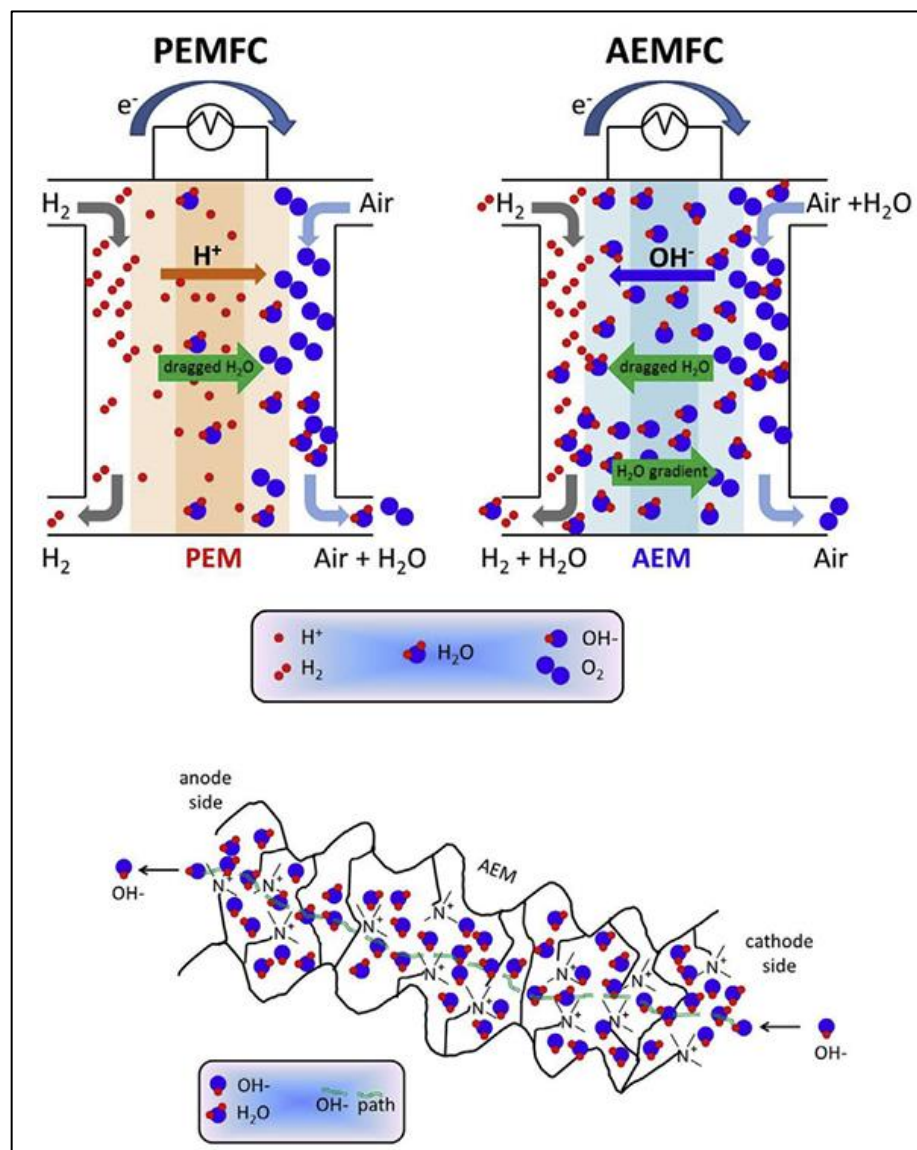 PEMFC
AEMFC
e⁻
e⁻
H₂
Air
H₂
Air +H₂O
H⁺
OH⁻
dragged H₂O
dragged H₂O
H₂O gradient
H₂
PEM
Air + H₂O
H₂ + H₂O
AEM
Air
H⁺
H₂
H₂O
OH-
O₂
anode
side
AEM
OH-
N⁺
N⁺
N⁺
N⁺
N⁺
N⁺
N⁺
N⁺
N⁺
N⁺
N⁺
N⁺
N⁺
cathode
side
OH-
OH-
H₂O
OH- path